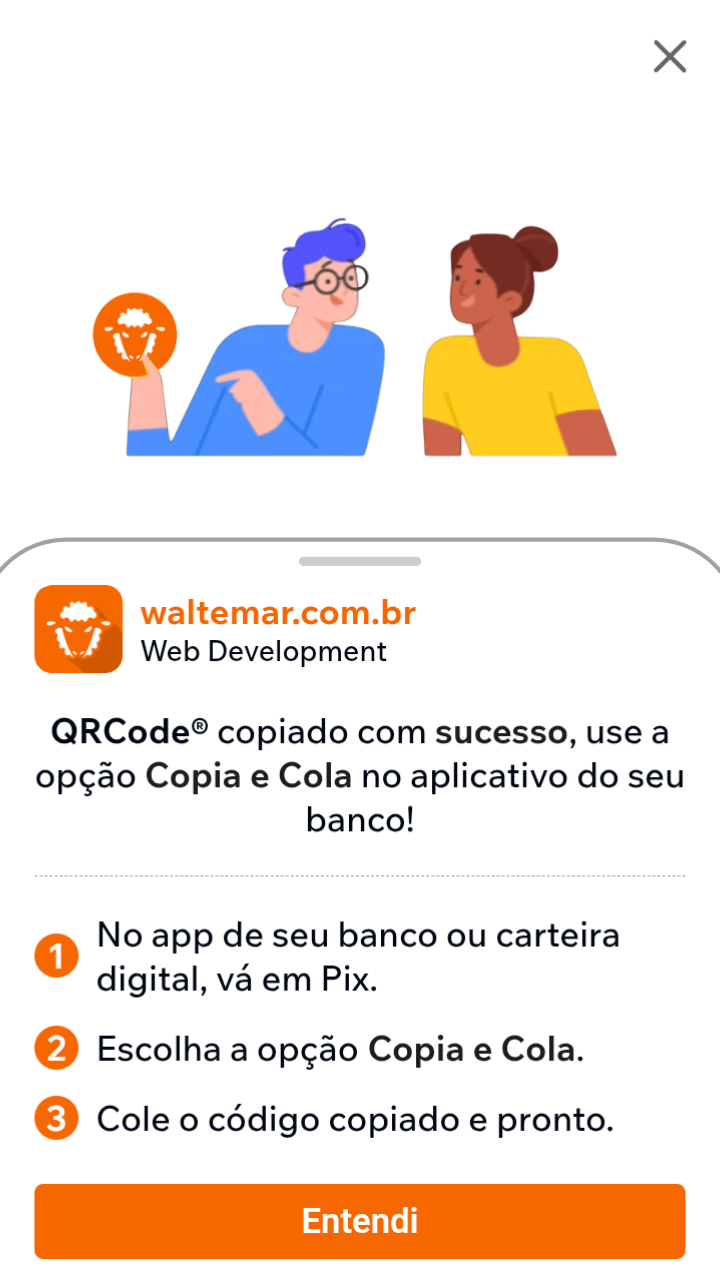 waltemar.com.br
Web Development
QRCode® copiado com sucesso, use a
opção Copia e Cola no aplicativo do seu
banco!
1 No app de seu banco ou carteira
digital, vá em Pix.
2 Escolha a opção Copia e Cola.
3 Cole o código copiado e pronto.
Entendi